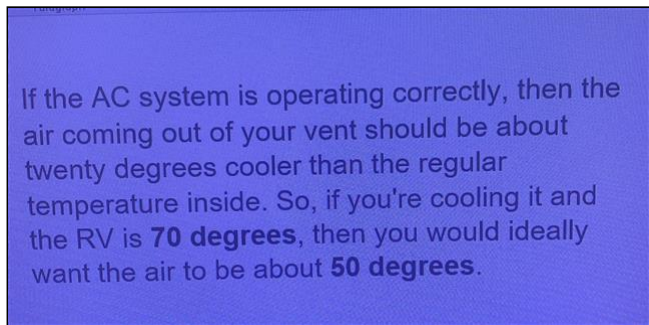 If the AC system is operating correctly, then the
air coming out of your vent should be about
twenty degrees cooler than the regular
temperature inside. So, if you're cooling it and
the RV is 70 degrees, then you would ideally
want the air to be about 50 degrees.